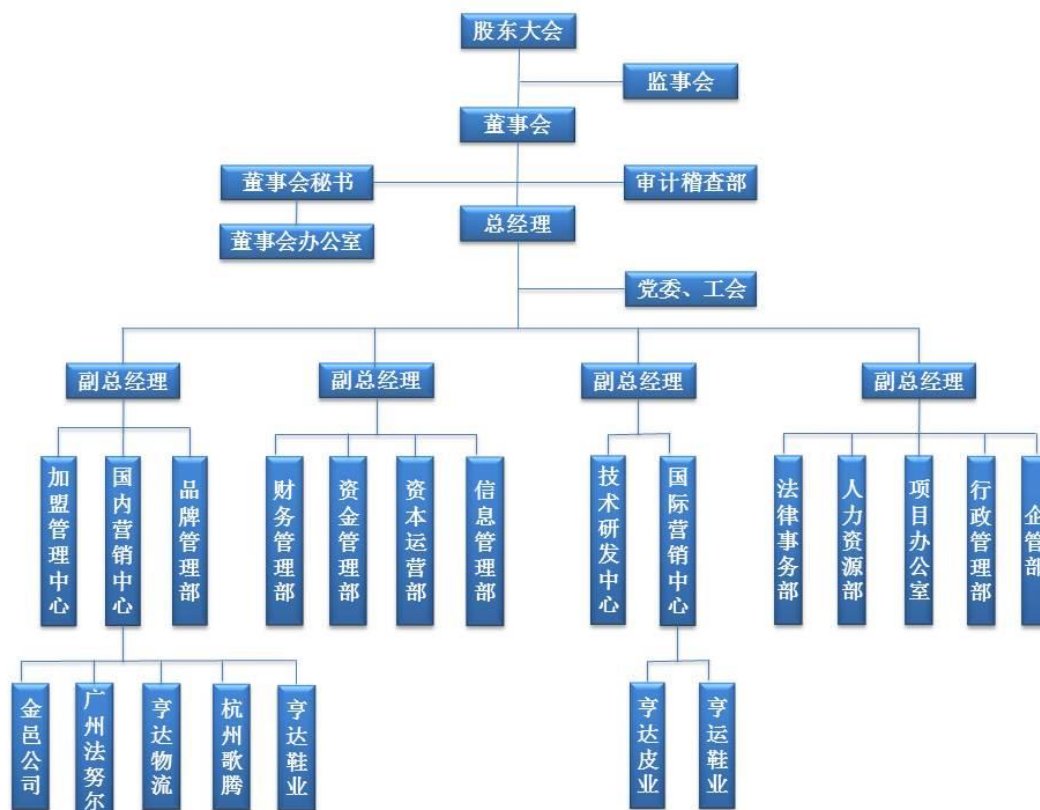 股东大会
监事会
董事会
董事会秘书
审计稽查部
总经理
董事会办公室
党委、工会
副总经理
副总经理
副总经理
副总经理
加盟管理中心
国内营销中心
品牌管理部
财务管理部
资金管理部
资本运营部
信息管理部
技术研发中心
国际营销中心
法律事务部
人力资源部
项目办公室
行政管理部
企管部
金邑公司
广州法努尔
亨达物流
杭州歌腾
亨达鞋业
亨达皮业
亨运鞋业